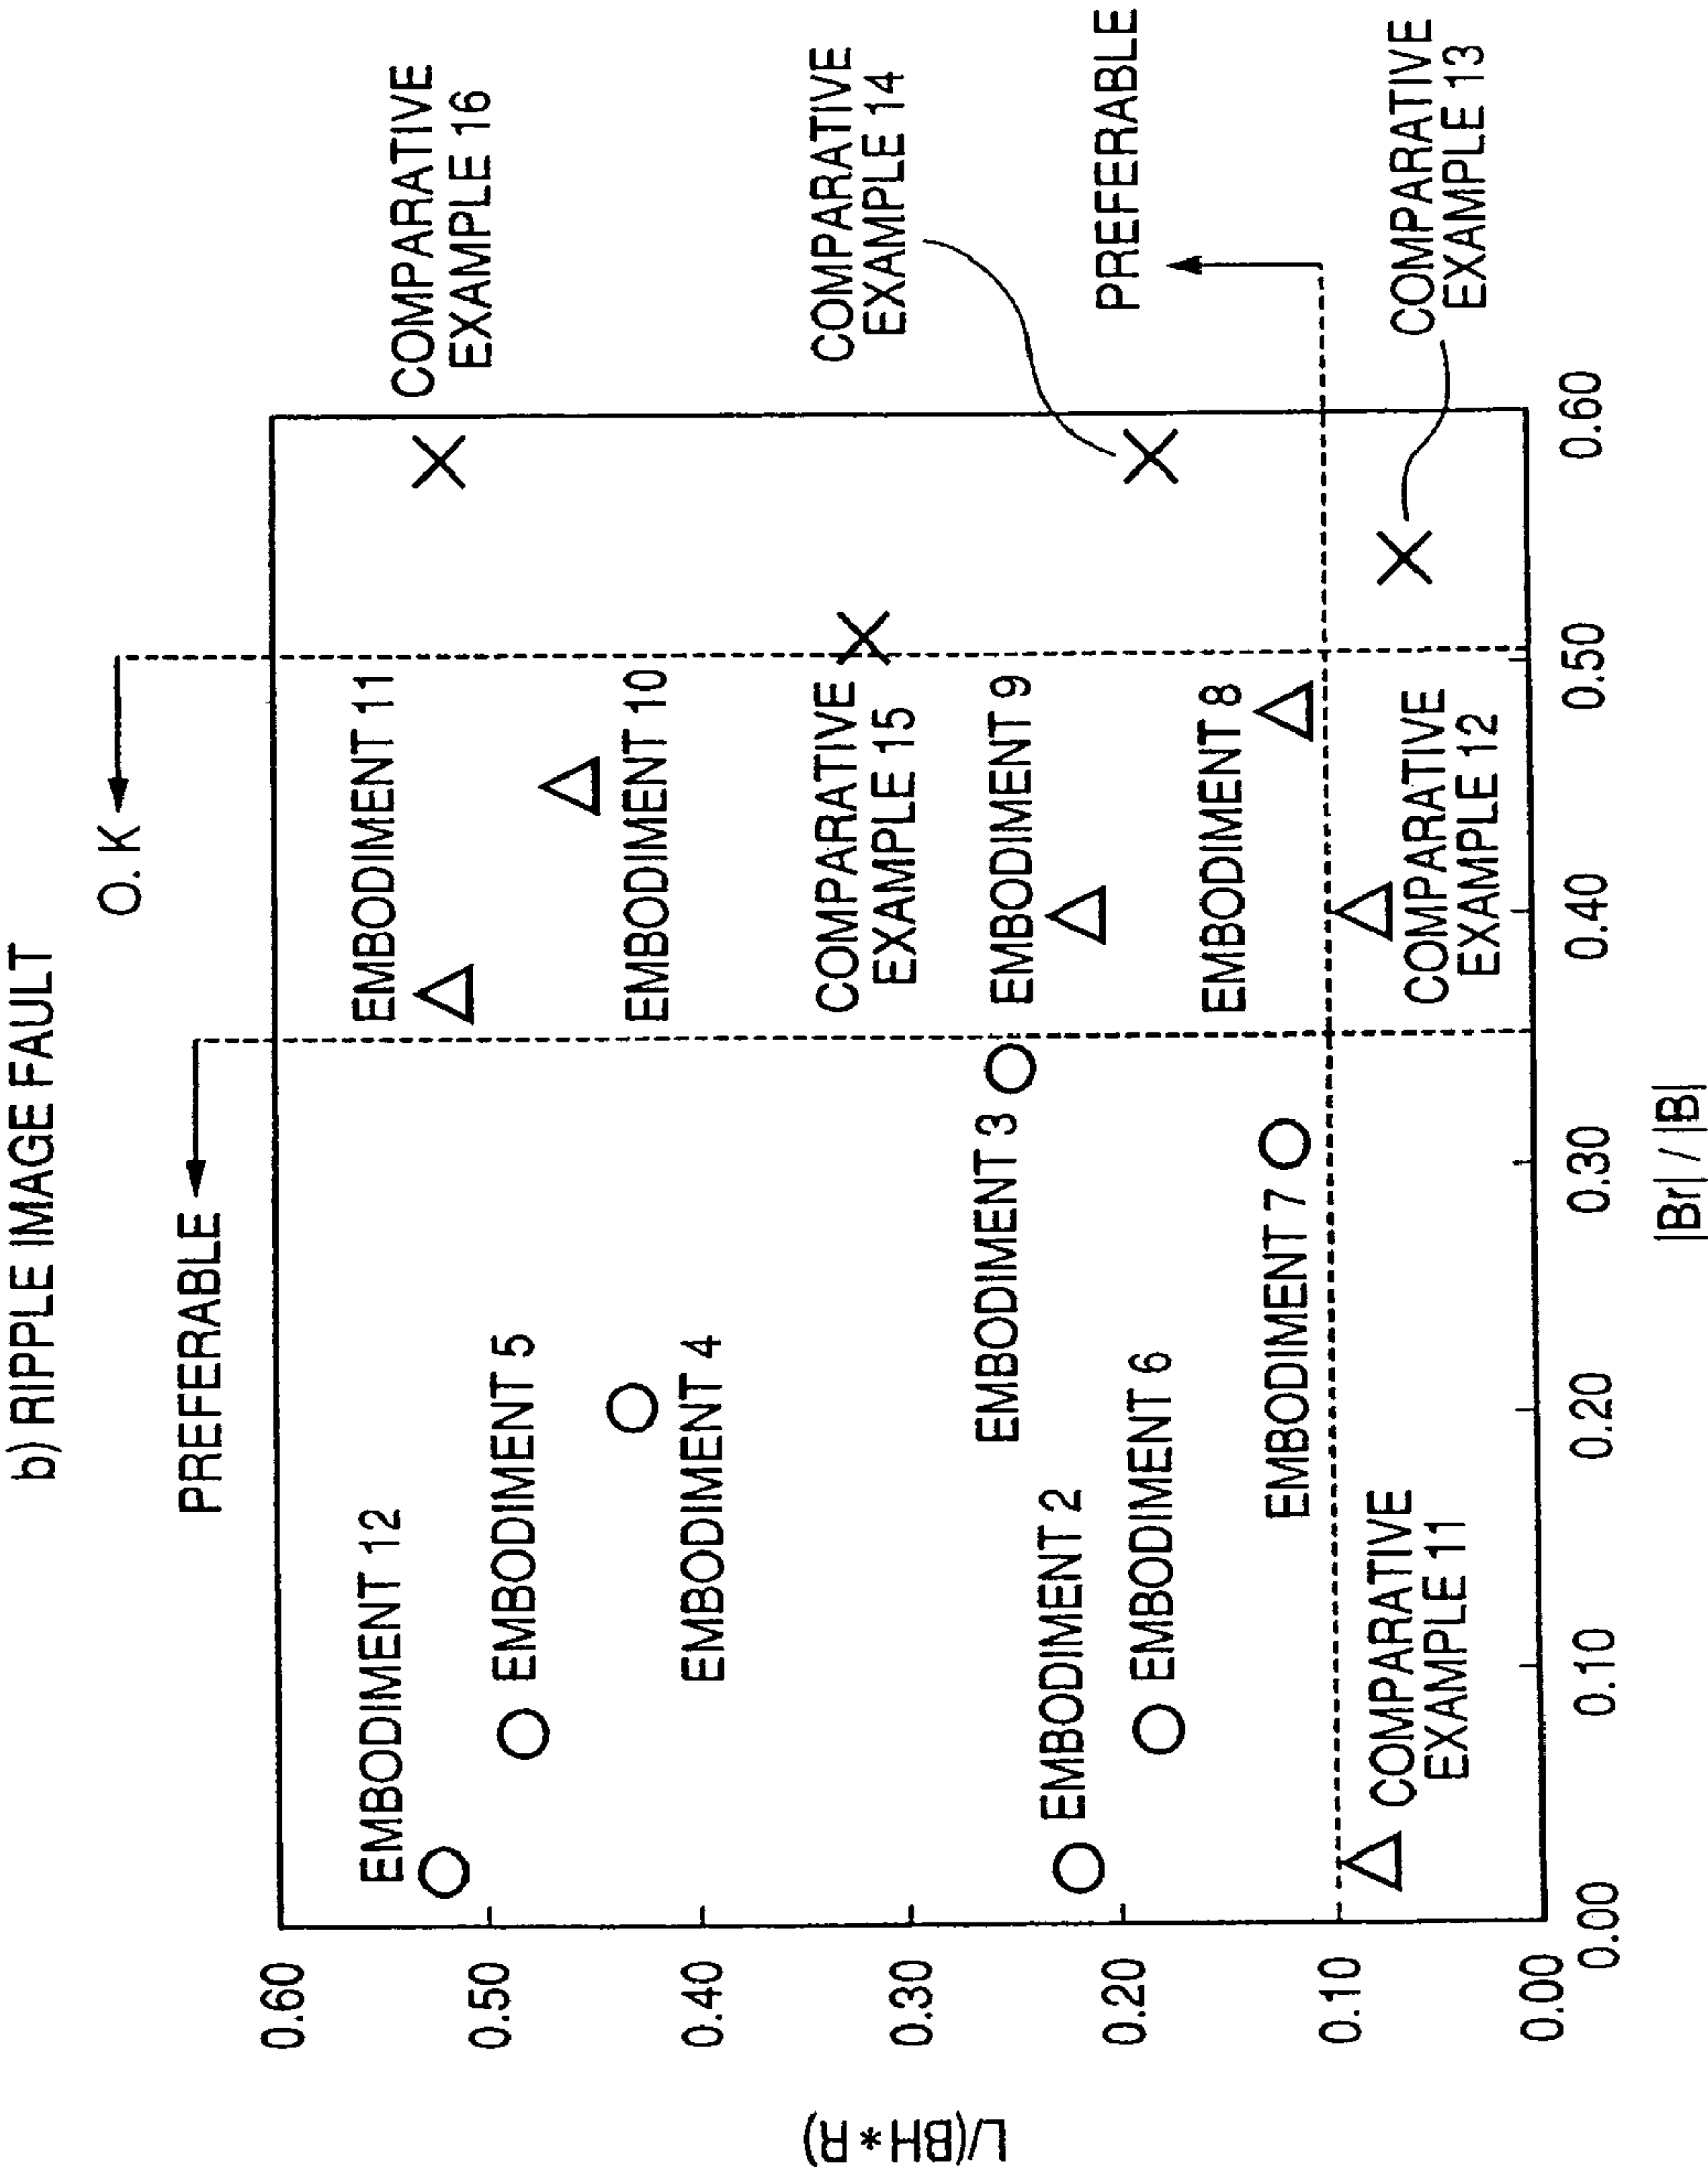 b) RIPPLE IMAGE FAULT
O. K
PREFERABLE
EMBODIMENT 12
EMBODIMENT 11
COMPARATIVE
EXAMPLE 16
EMBODIMENT 5
EMBODIMENT 4
EMBODIMENT 10
COMPARATIVE
EXAMPLE 15
COMPARATIVE
EXAMPLE 14
EMBODIMENT 3
EMBODIMENT 9
EMBODIMENT 2
EMBODIMENT 6
EMBODIMENT 8
PREFERABLE
EMBODIMENT 7
COMPARATIVE
EXAMPLE 11
COMPARATIVE
EXAMPLE 12
COMPARATIVE
EXAMPLE 13
L/(BH*R)
0.60
0.50
0.40
0.30
0.20
0.10
0.00
0.00 0.10 0.20 0.30 0.40 0.50 0.60
|Br| / |B|